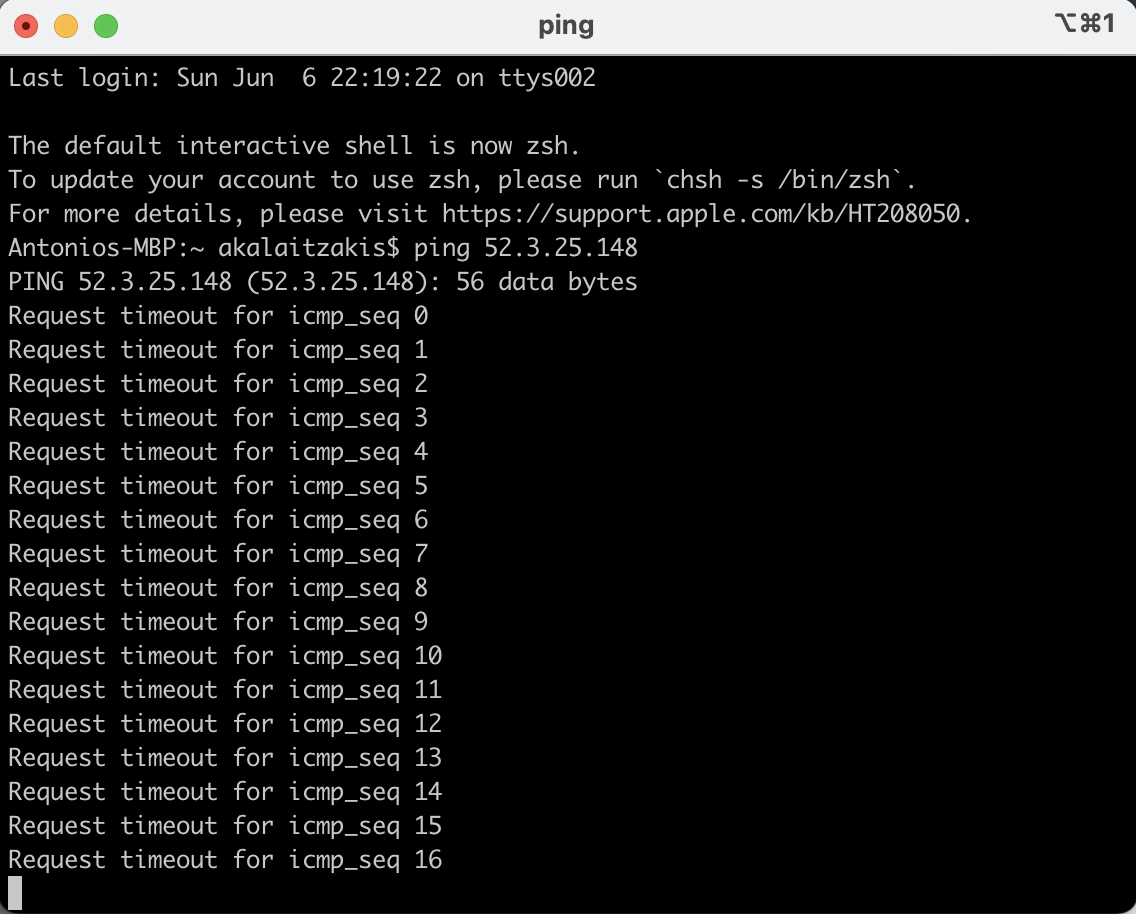 ping
⌥⌘1
Last login: Sun Jun  6 22:19:22 on ttys002

The default interactive shell is now zsh.
To update your account to use zsh, please run `chsh -s /bin/zsh`.
For more details, please visit https://support.apple.com/kb/HT208050.
Antonios-MBP:~ akalaitzakis$ ping 52.3.25.148
PING 52.3.25.148 (52.3.25.148): 56 data bytes
Request timeout for icmp_seq 0
Request timeout for icmp_seq 1
Request timeout for icmp_seq 2
Request timeout for icmp_seq 3
Request timeout for icmp_seq 4
Request timeout for icmp_seq 5
Request timeout for icmp_seq 6
Request timeout for icmp_seq 7
Request timeout for icmp_seq 8
Request timeout for icmp_seq 9
Request timeout for icmp_seq 10
Request timeout for icmp_seq 11
Request timeout for icmp_seq 12
Request timeout for icmp_seq 13
Request timeout for icmp_seq 14
Request timeout for icmp_seq 15
Request timeout for icmp_seq 16